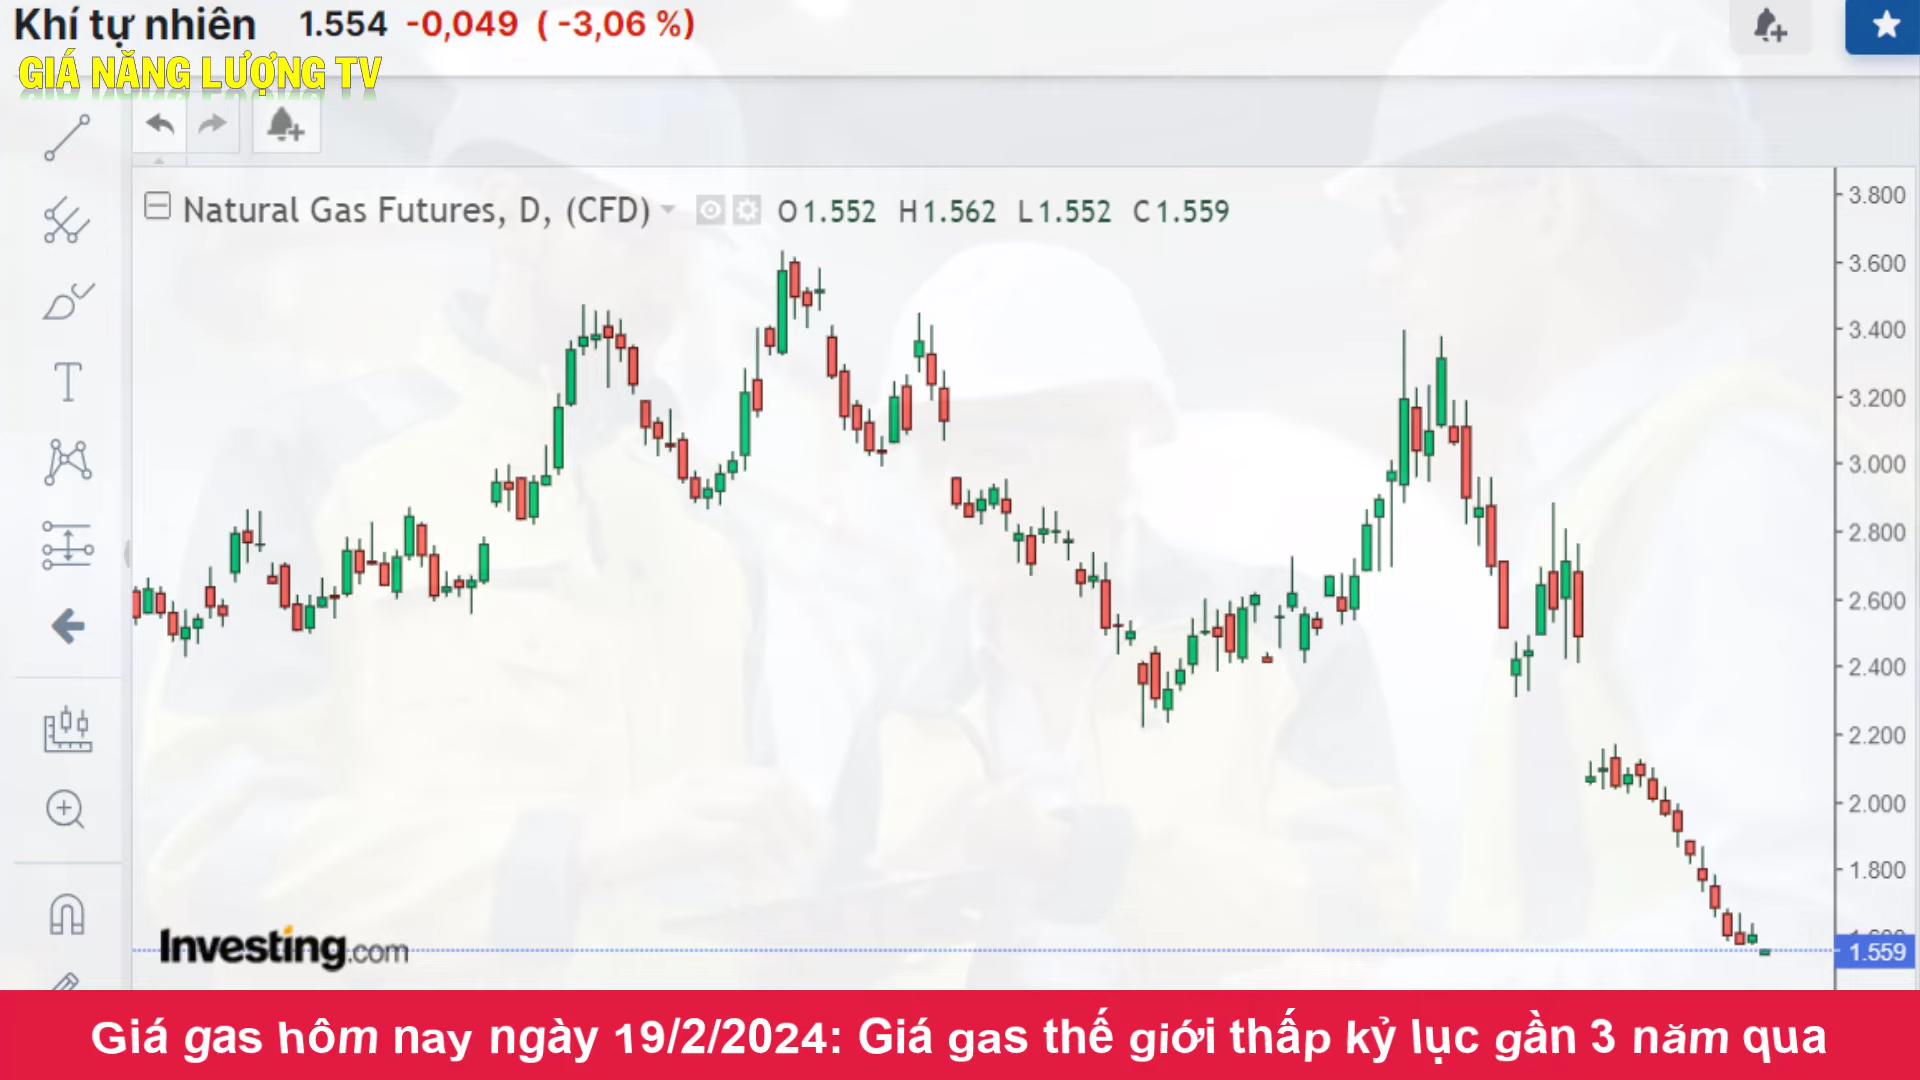 Khí tự nhiên 1.554 -0,049 ( -3,06 %)
GIÁ NĂNG LƯỢNG TV
Natural Gas Futures, D, (CFD) O1.552 H1.562 L1.552 C1.559
3.800
3.600
3.400
3.200
3.000
2.800
2.600
2.400
2.200
2.000
1.800
1.559
Investing.com
Giá gas hôm nay ngày 19/2/2024: Giá gas thế giới thấp kỷ lục gần 3 năm qua